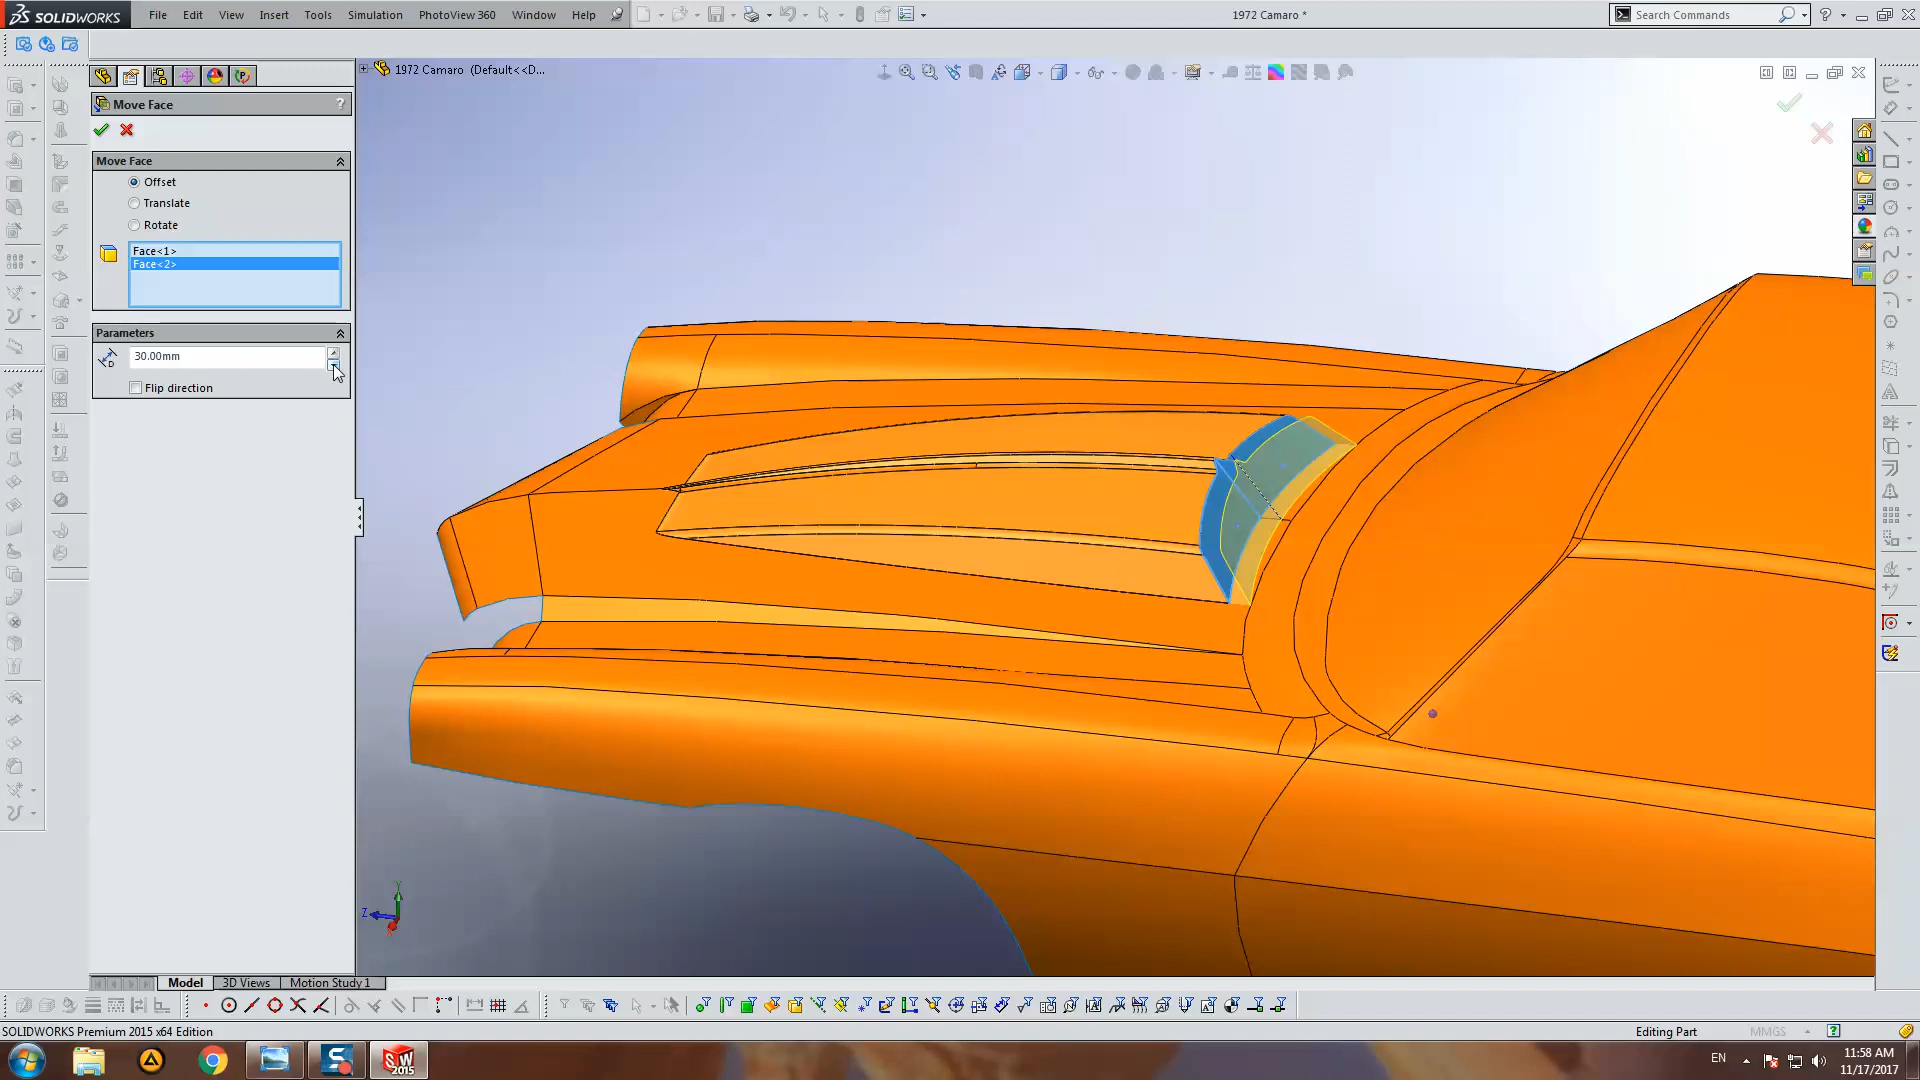 SOLIDWORKS File Edit View Insert Tools Simulation PhotoView 360 Window Help 1972 Camaro * Search Commands
1972 Camaro (Default<<D...
Move Face ?
Move Face
Offset
Translate
Rotate
Face<1>
Face<2>
Parameters
30.00mm
D
Flip direction
Y
Z
Model 3D Views Motion Study 1
SOLIDWORKS Premium 2015 x64 Edition Editing Part MMGS
EN 11:58 AM
11/17/2017
SW
2015